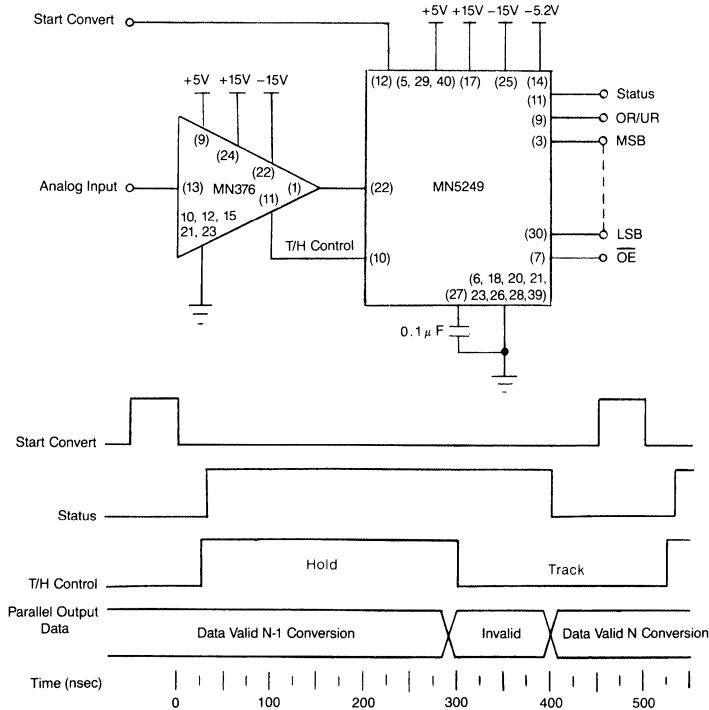 Start Convert
+5V +15V −15V −5.2V
(12) (5, 29, 40) (17) (25) (14)
+5V +15V −15V
(11) Status
(9) OR/UR
(3) MSB
(9)
(24)
(22)
Analog Input (13) MN376 (1) (22) MN5249
(11)
10, 12, 15
21, 23
T/H Control (10)
(30) LSB
(7) OE
(6, 18, 20, 21,
(27) 23,26, 28,39)
0.1 μ F
Start Convert
Status
Hold
Track
T/H Control
Parallel Output
Data
Data Valid N-1 Conversion Invalid Data Valid N Conversion
Time (nsec)
0 100 200 300 400 500